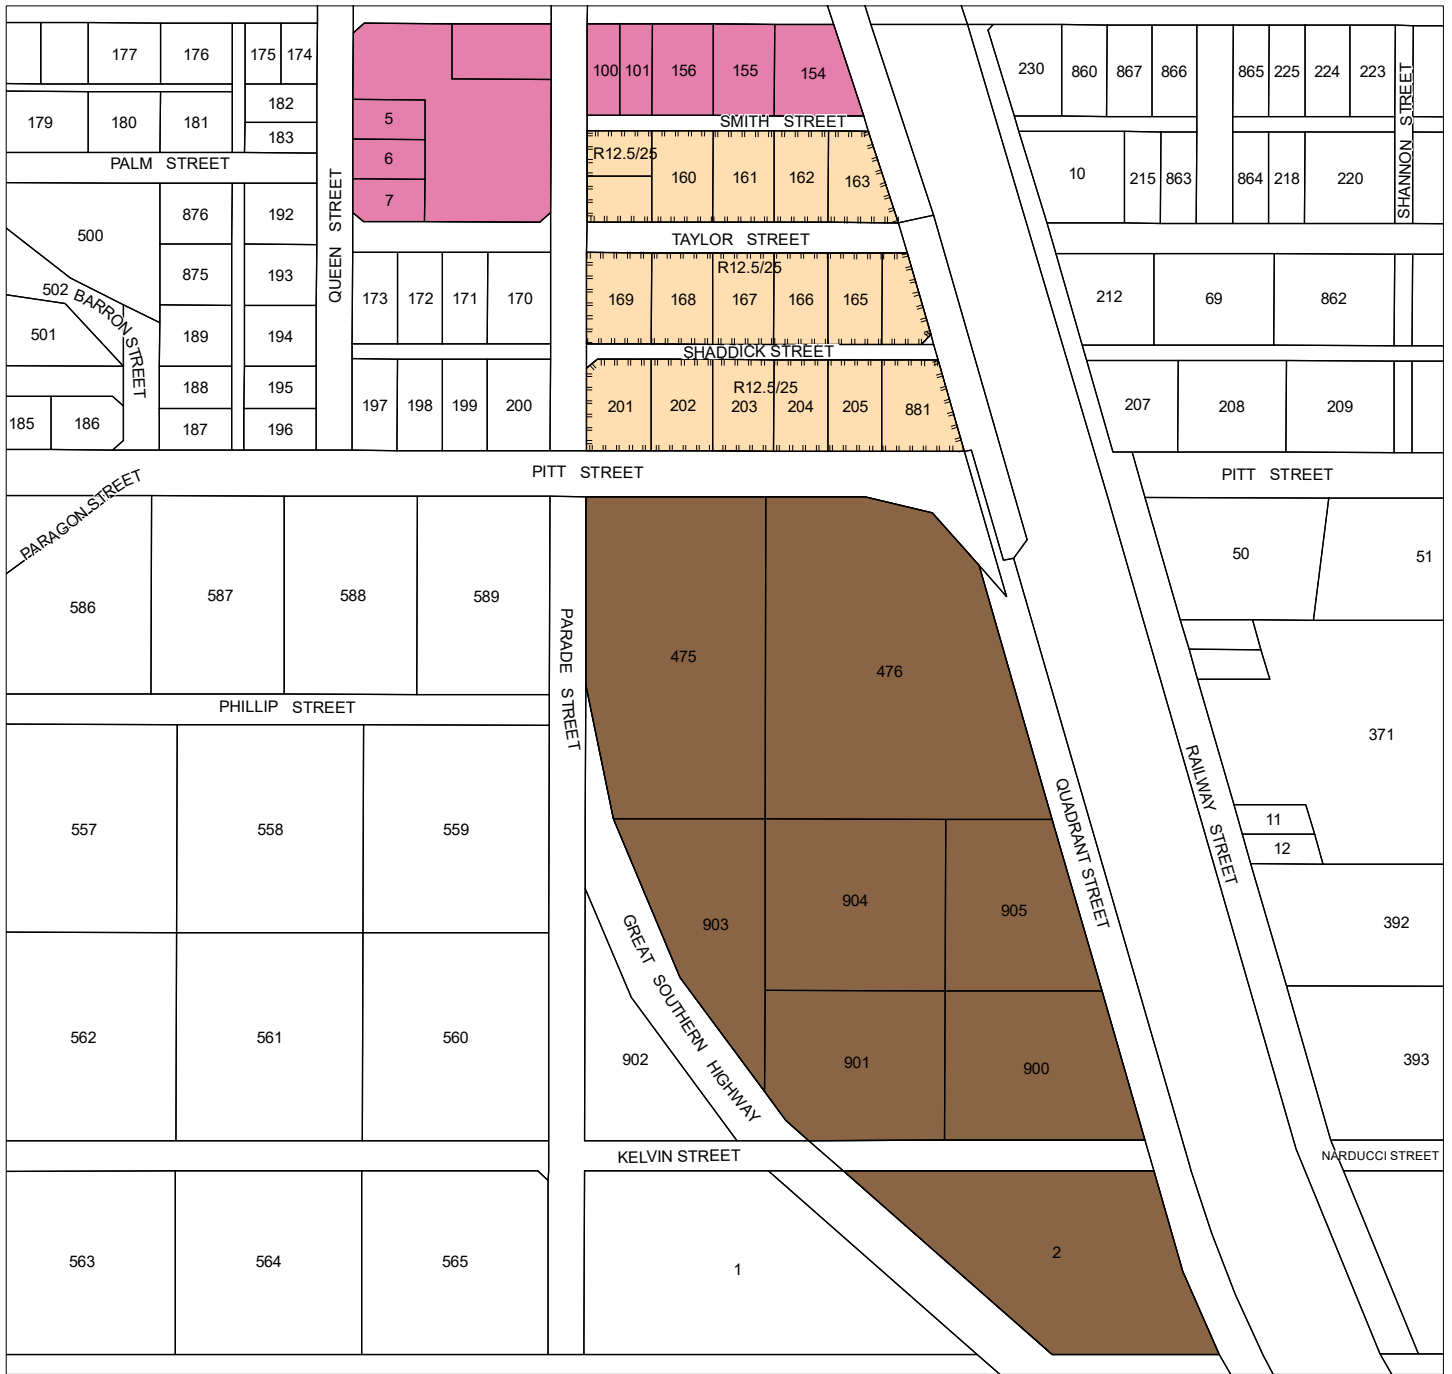 177 176 175 174 100 101 156 155 154 230 860 867 866 865 225 224 223
182
179 180 181 5
183
SMITH STREET
SHANNON STREET
PALM STREET
6
R12.5/25
7
160 161 162 163
10 215 863 864 218 220
QUEEN STREET
876 192
500
TAYLOR STREET
875 193
R12.5/25
502
BARRON STREET
173 172 171 170 169 168 167 166 165 212 69 862
501 189 194
SHADDICK STREET
188 195
R12.5/25
197 198 199 200 201 202 203 204 205 881 207 208 209
185 186 187 196
PITT STREET
PITT STREET
PARAGON STREET
50 51
586 587 588 589
PARADE STREET
475 476
PHILLIP STREET
371
QUADRANT STREET
RAILWAY STREET
11
557 558 559
12
904 905
903
392
GREAT SOUTHERN HIGHWAY
562 561 560
902 901 900 393
KELVIN STREET
NARDUCCI STREET
563 564 565 1 2